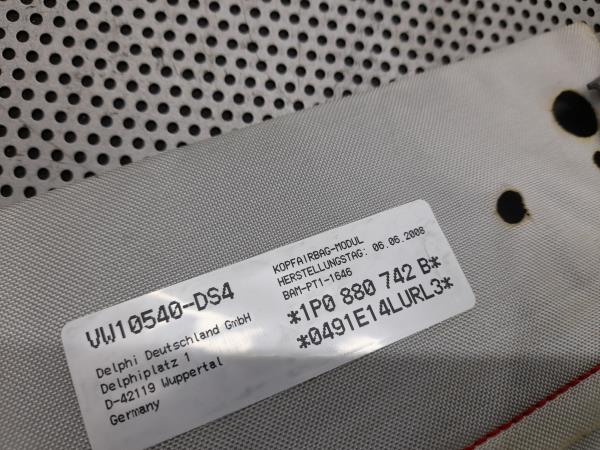 VW10540-DS4
Delphi Deutschland GmbH
Delphiplatz 1
D-42119 Wuppertal
Germany
KOPFAIRBAG-MODUL
HERSTELLUNGSTAG: 06.06.2008
BAM-PT1-1646
*1P0 880 742 B*
*0491E14LURL3*